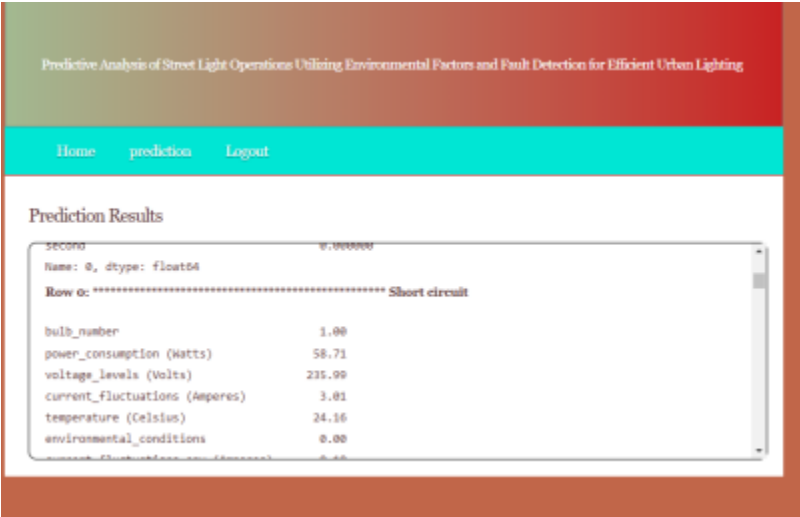 Predictive Analysis of Street Light Operations Utilizing Environmental Factors and Fault Detection for Efficient Urban Lighting
Home prediction Logout
Prediction Results
second 0.000000
Name: 0, dtype: float64
Row 0: ************************************************** Short circuit
bulb_number 1.00
power_consumption (Watts) 58.71
voltage_levels (Volts) 235.99
current_fluctuations (Amperes) 3.01
temperature (Celsius) 24.16
environmental_conditions 0.00